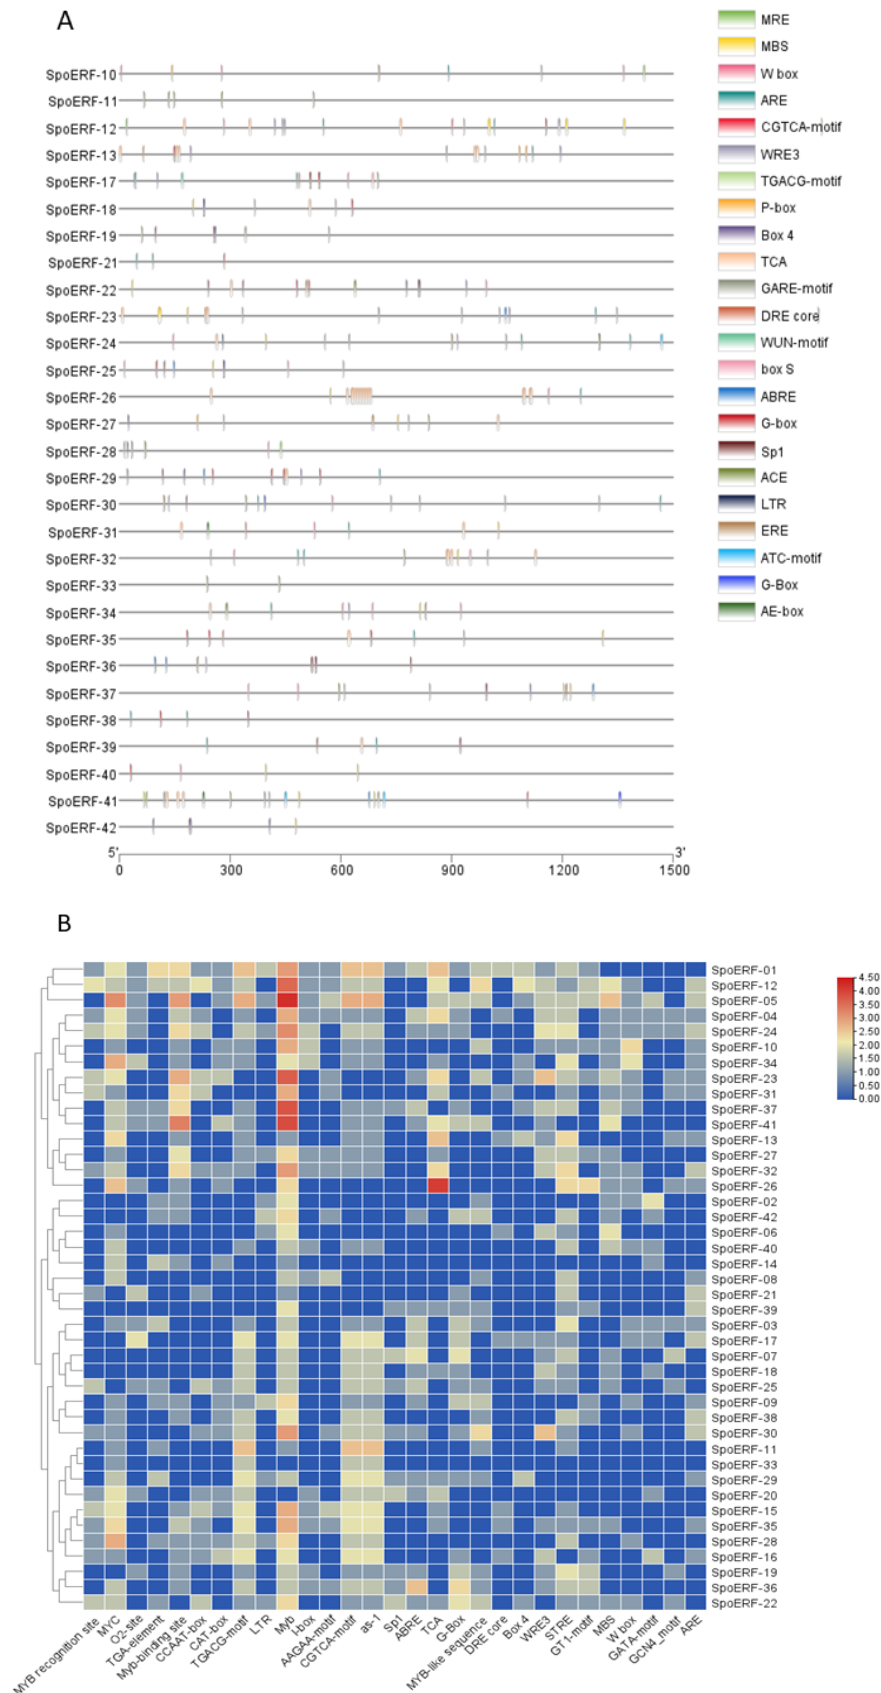 A
SpoERF-10
SpoERF-11
SpoERF-12
SpoERF-13
SpoERF-17
SpoERF-18
SpoERF-19
SpoERF-21
SpoERF-22
SpoERF-23
SpoERF-24
SpoERF-25
SpoERF-26
SpoERF-27
SpoERF-28
SpoERF-29
SpoERF-30
SpoERF-31
SpoERF-32
SpoERF-33
SpoERF-34
SpoERF-35
SpoERF-36
SpoERF-37
SpoERF-38
SpoERF-39
SpoERF-40
SpoERF-41
SpoERF-42
5' 3'
0 300 600 900 1200 1500
MRE
MBS
W box
ARE
CGTCA-motif
WRE3
TGACG-motif
P-box
Box 4
TCA
GARE-motif
DRE core
WUN-motif
box S
ABRE
G-box
Sp1
ACE
LTR
ERE
ATC-motif
G-Box
AE-box
B
SpoERF-01
SpoERF-12
SpoERF-05
SpoERF-04
SpoERF-24
SpoERF-10
SpoERF-34
SpoERF-23
SpoERF-31
SpoERF-37
SpoERF-41
SpoERF-13
SpoERF-27
SpoERF-32
SpoERF-26
SpoERF-02
SpoERF-42
SpoERF-06
SpoERF-40
SpoERF-14
SpoERF-08
SpoERF-21
SpoERF-39
SpoERF-03
SpoERF-17
SpoERF-07
SpoERF-18
SpoERF-25
SpoERF-09
SpoERF-38
SpoERF-30
SpoERF-11
SpoERF-33
SpoERF-29
SpoERF-20
SpoERF-15
SpoERF-35
SpoERF-28
SpoERF-16
SpoERF-19
SpoERF-36
SpoERF-22
4.50
4.00
3.50
3.00
2.50
2.00
1.50
1.00
0.50
0.00
MYB recognition site
MYC
O2-site
TGA-element
Myb-binding site
CCAAT-box
CAT-box
TGACG-motif
LTR
Myb
I-box
AAGAA-motif
CGTCA-motif
as-1
Sp1
ABRE
TCA
G-Box
MYB-like sequence
DRE core
Box 4
WRE3
STRE
GT1-motif
MBS
W box
GATA-motif
GCN4_motif
ARE